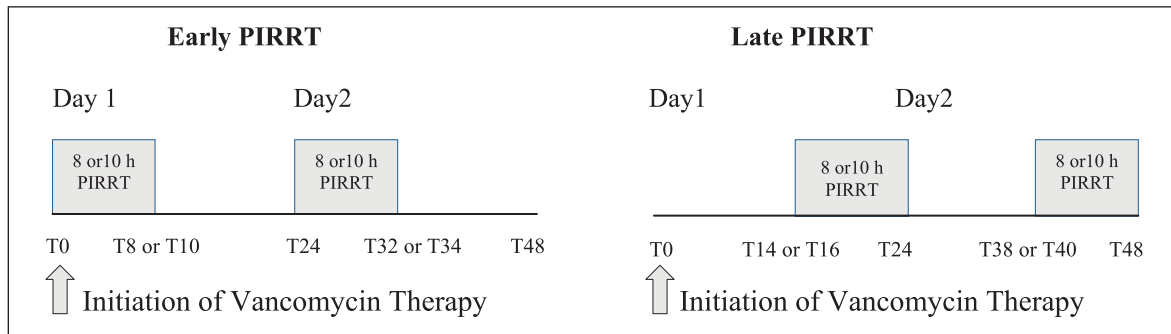 Early PIRRT
Day 1
Day2
8 or10 h
PIRRT
8 or10 h
PIRRT
T0
T8 or T10
T24
T32 or T34
T48
Initiation of Vancomycin Therapy
Late PIRRT
Day1
Day2
8 or10 h
PIRRT
8 or10 h
PIRRT
T0
T14 or T16
T24
T38 or T40
T48
Initiation of Vancomycin Therapy